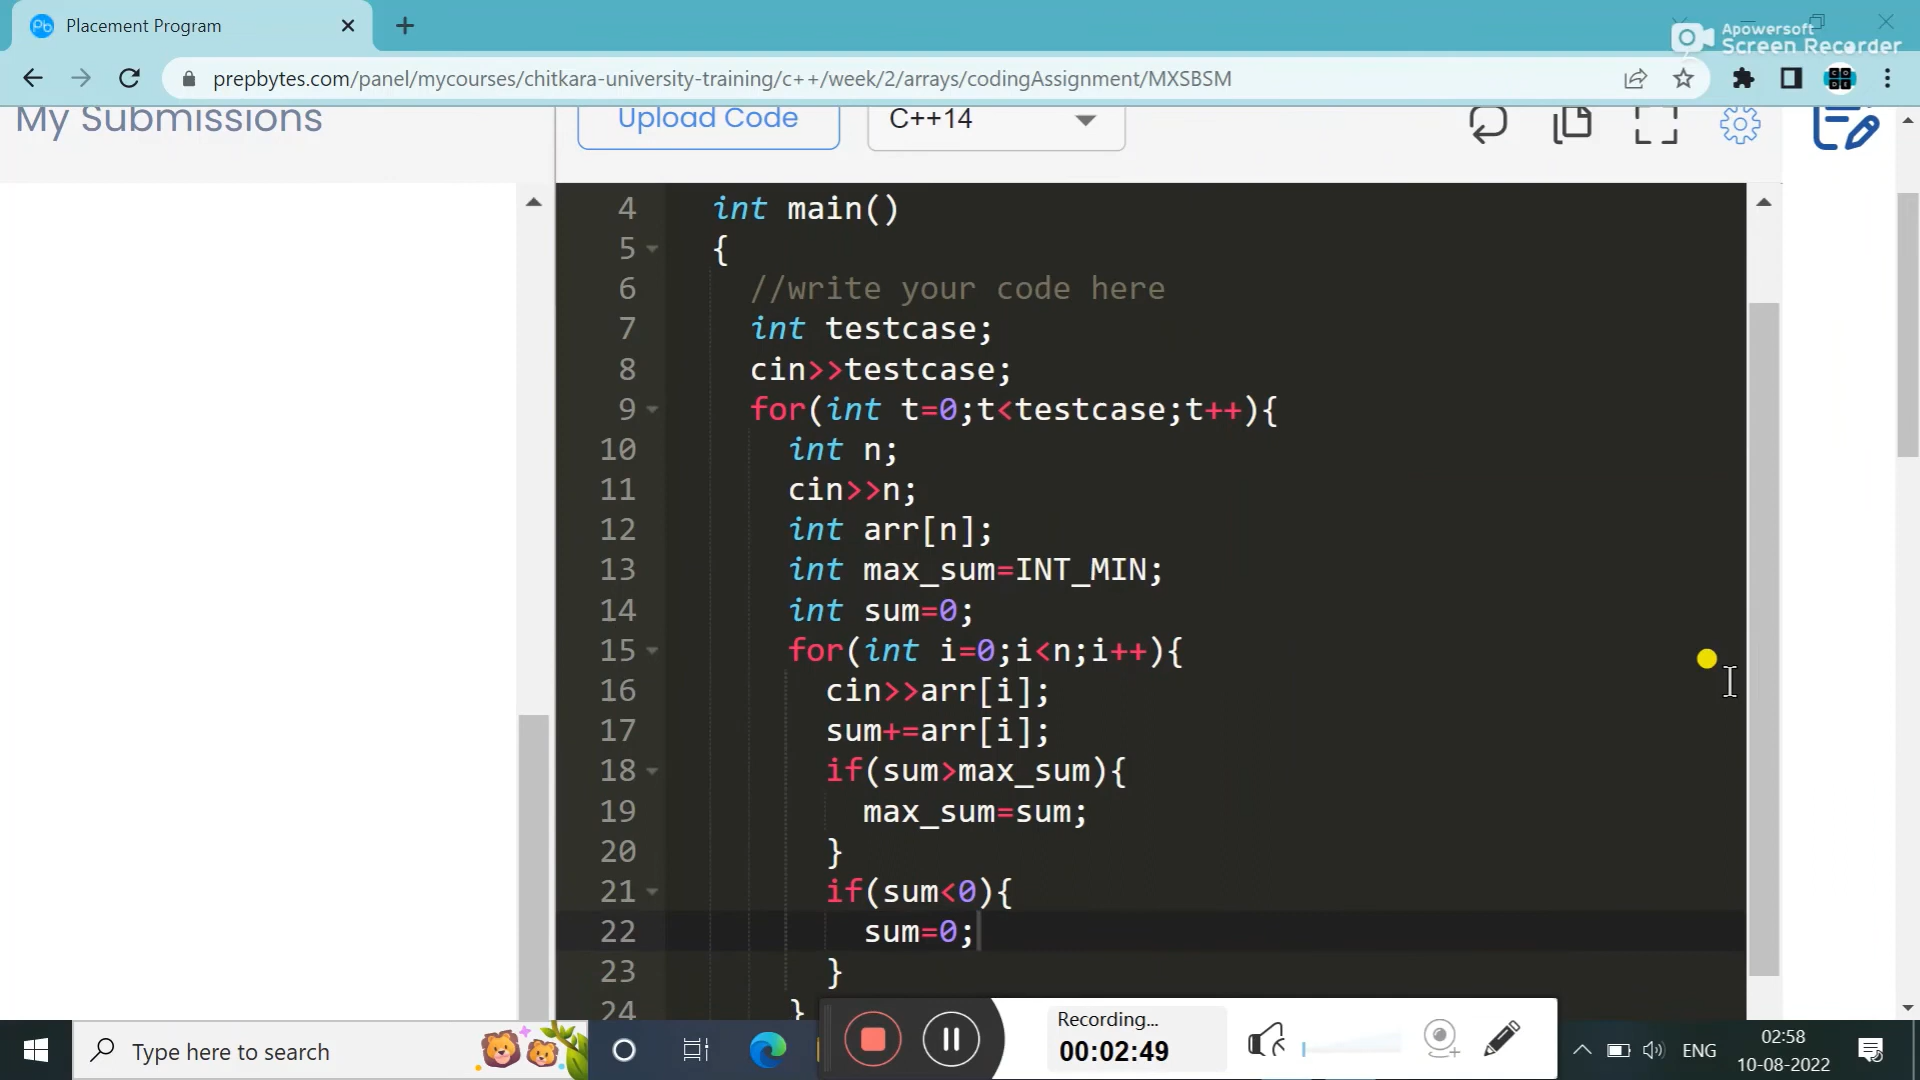 Placement Program
Apowersoft
Screen Recorder
prepbytes.com/panel/mycourses/chitkara-university-training/c++/week/2/arrays/codingAssignment/MXSBSM
My Submissions
Upload Code
C++14
4 int main()
5 {
6 //write your code here
7 int testcase;
8 cin>>testcase;
9 for(int t=0;t<testcase;t++){
10 int n;
11 cin>>n;
12 int arr[n];
13 int max_sum=INT_MIN;
14 int sum=0;
15 for(int i=0;i<n;i++){
16 cin>>arr[i];
17 sum+=arr[i];
18 if(sum>max_sum){
19 max_sum=sum;
20 }
21 if(sum<0){
22 sum=0;
23 }
24 }
Recording...
00:02:49
Type here to search
ENG
02:58
10-08-2022